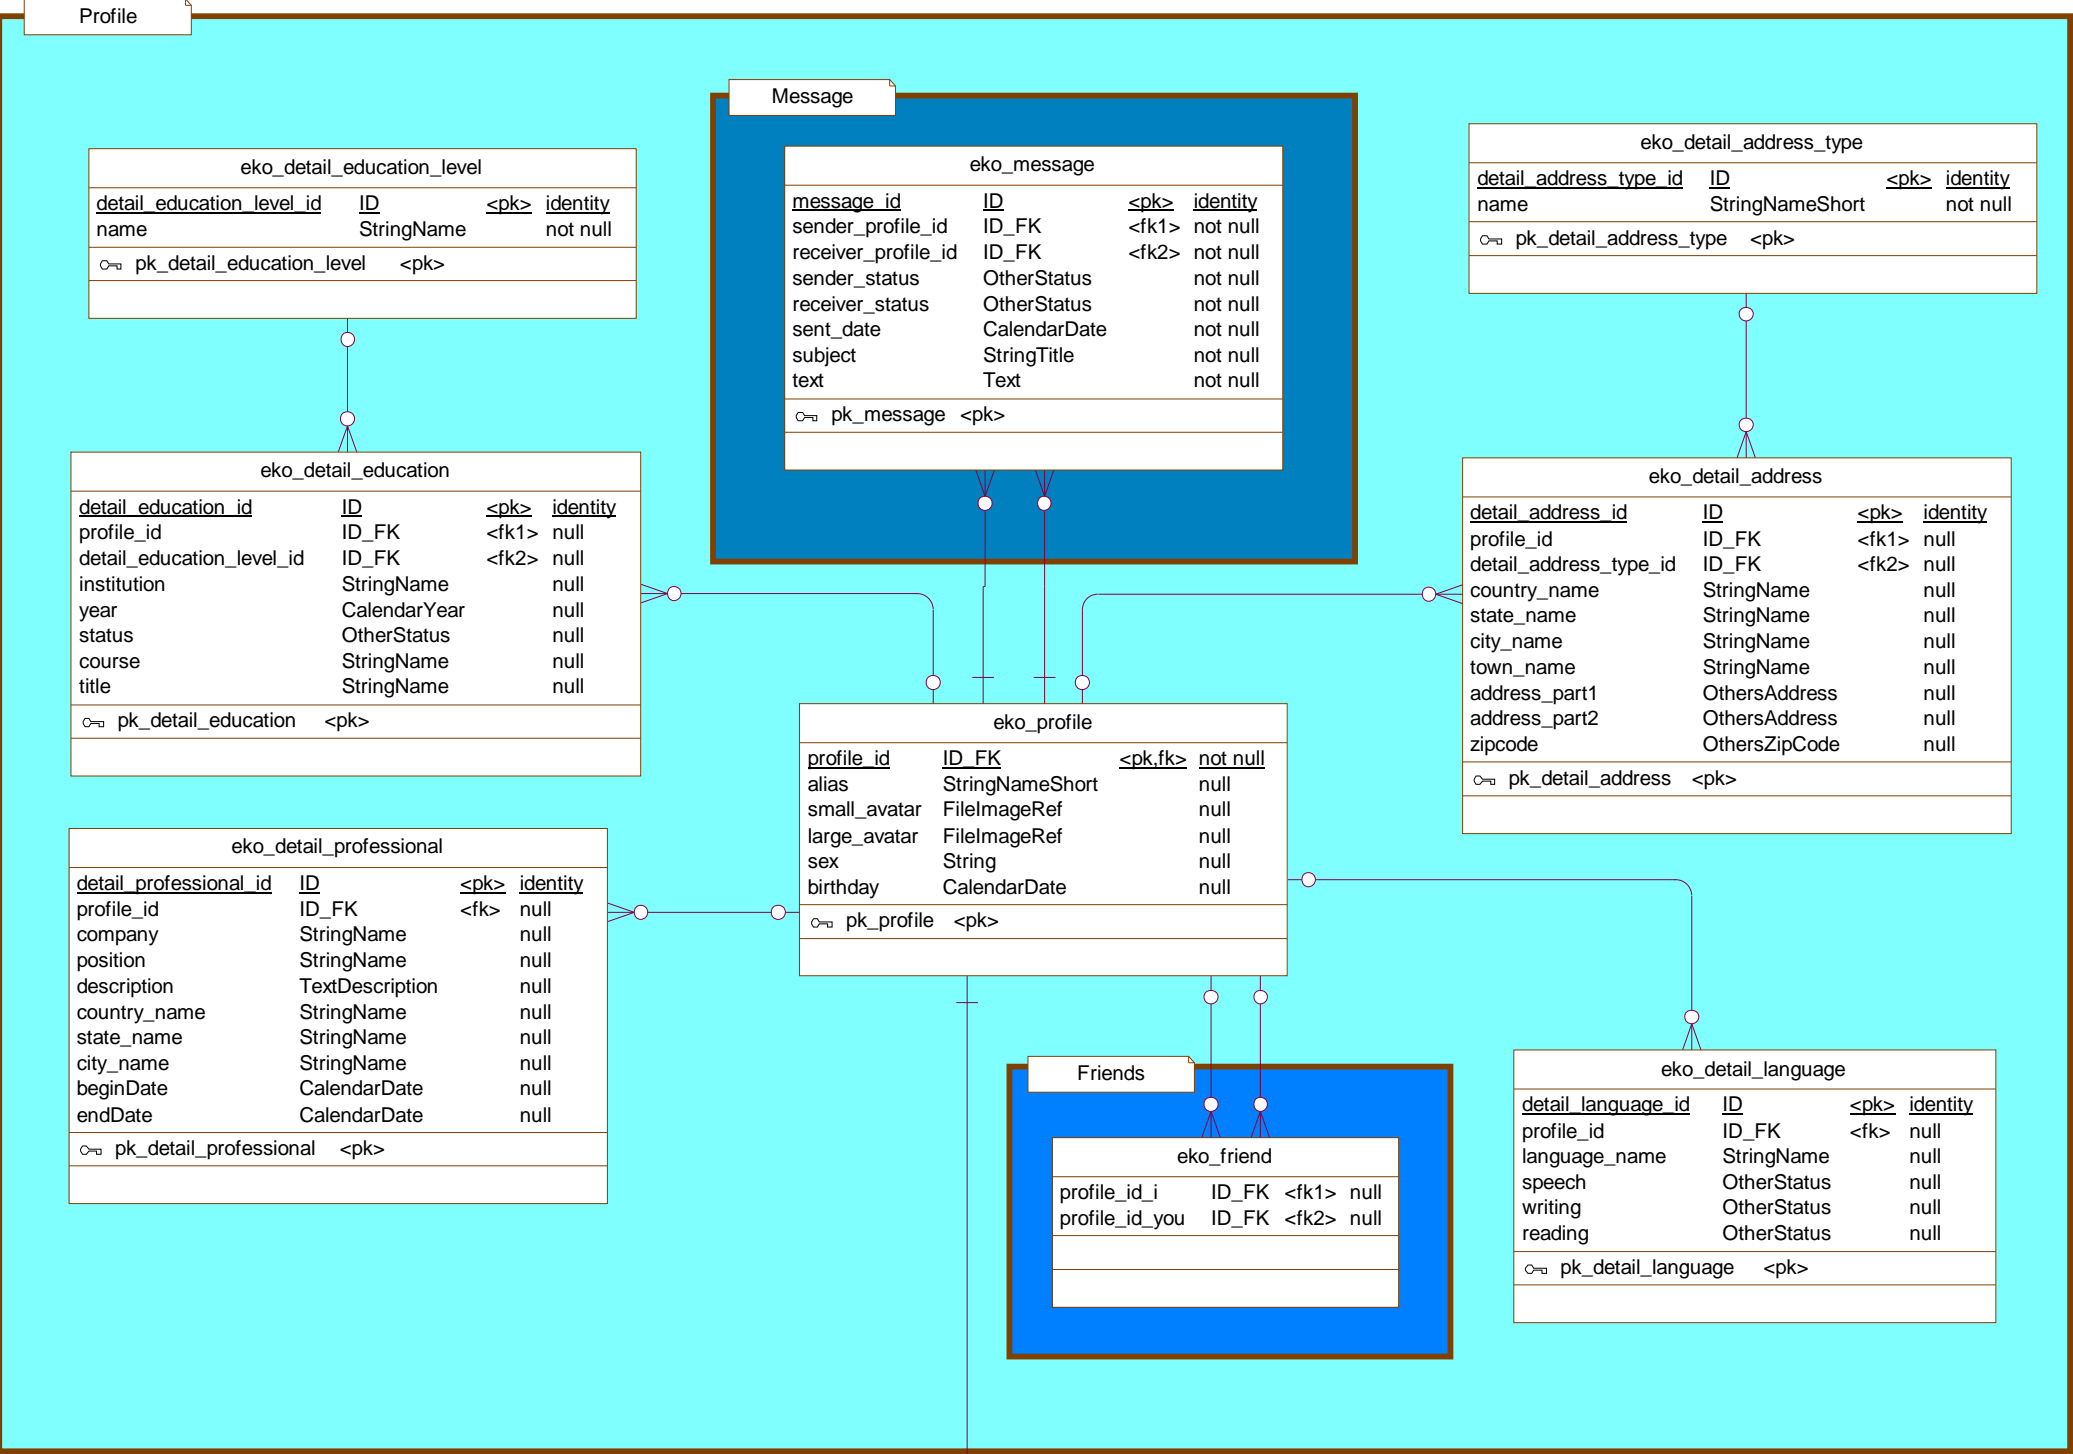 Profile
Message
eko_detail_education_level
detail_education_level_id ID <pk> identity
name StringName not null
pk_detail_education_level <pk>
eko_message
message_id ID <pk> identity
sender_profile_id ID_FK <fk1> not null
receiver_profile_id ID_FK <fk2> not null
sender_status OtherStatus not null
receiver_status OtherStatus not null
sent_date CalendarDate not null
subject StringTitle not null
text Text not null
pk_message <pk>
eko_detail_address_type
detail_address_type_id ID <pk> identity
name StringNameShort not null
pk_detail_address_type <pk>
eko_detail_education
detail_education_id ID <pk> identity
profile_id ID_FK <fk1> null
detail_education_level_id ID_FK <fk2> null
institution StringName null
year CalendarYear null
status OtherStatus null
course StringName null
title StringName null
pk_detail_education <pk>
eko_detail_address
detail_address_id ID <pk> identity
profile_id ID_FK <fk1> null
detail_address_type_id ID_FK <fk2> null
country_name StringName null
state_name StringName null
city_name StringName null
town_name StringName null
address_part1 OthersAddress null
address_part2 OthersAddress null
zipcode OthersZipCode null
pk_detail_address <pk>
eko_profile
profile_id ID_FK <pk,fk> not null
alias StringNameShort null
small_avatar FileImageRef null
large_avatar FileImageRef null
sex String null
birthday CalendarDate null
pk_profile <pk>
eko_detail_professional
detail_professional_id ID <pk> identity
profile_id ID_FK <fk> null
company StringName null
position StringName null
description TextDescription null
country_name StringName null
state_name StringName null
city_name StringName null
beginDate CalendarDate null
endDate CalendarDate null
pk_detail_professional <pk>
Friends
eko_friend
profile_id_i ID_FK <fk1> null
profile_id_you ID_FK <fk2> null
eko_detail_language
detail_language_id ID <pk> identity
profile_id ID_FK <fk> null
language_name StringName null
speech OtherStatus null
writing OtherStatus null
reading OtherStatus null
pk_detail_language <pk>